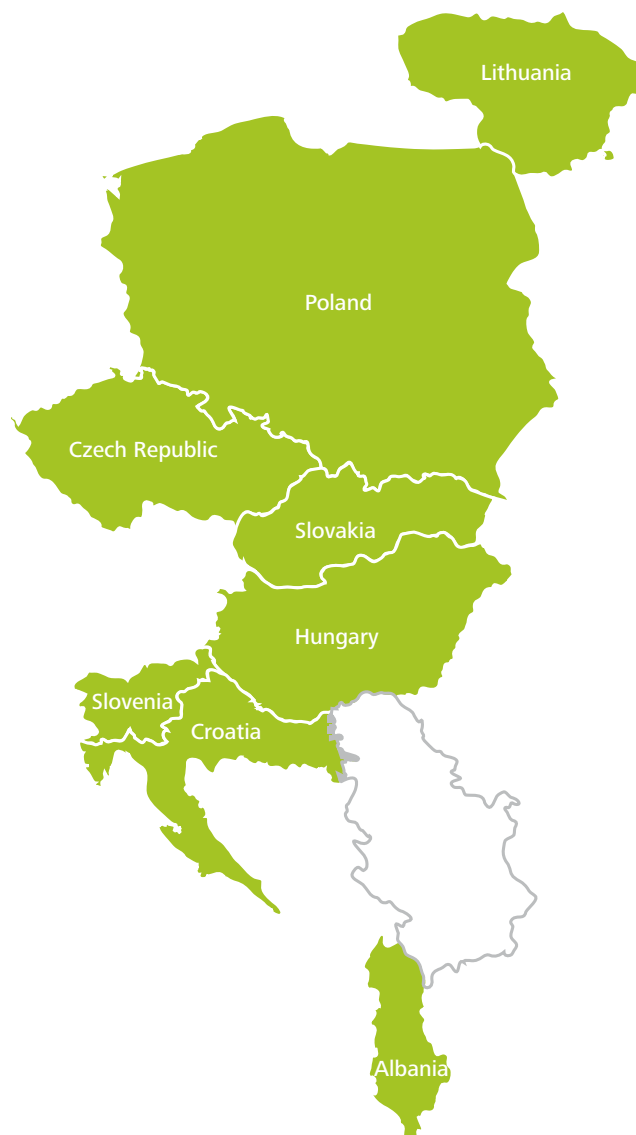 Lithuania
Poland
Czech Republic
Slovakia
Hungary
Slovenia
Croatia
Albania